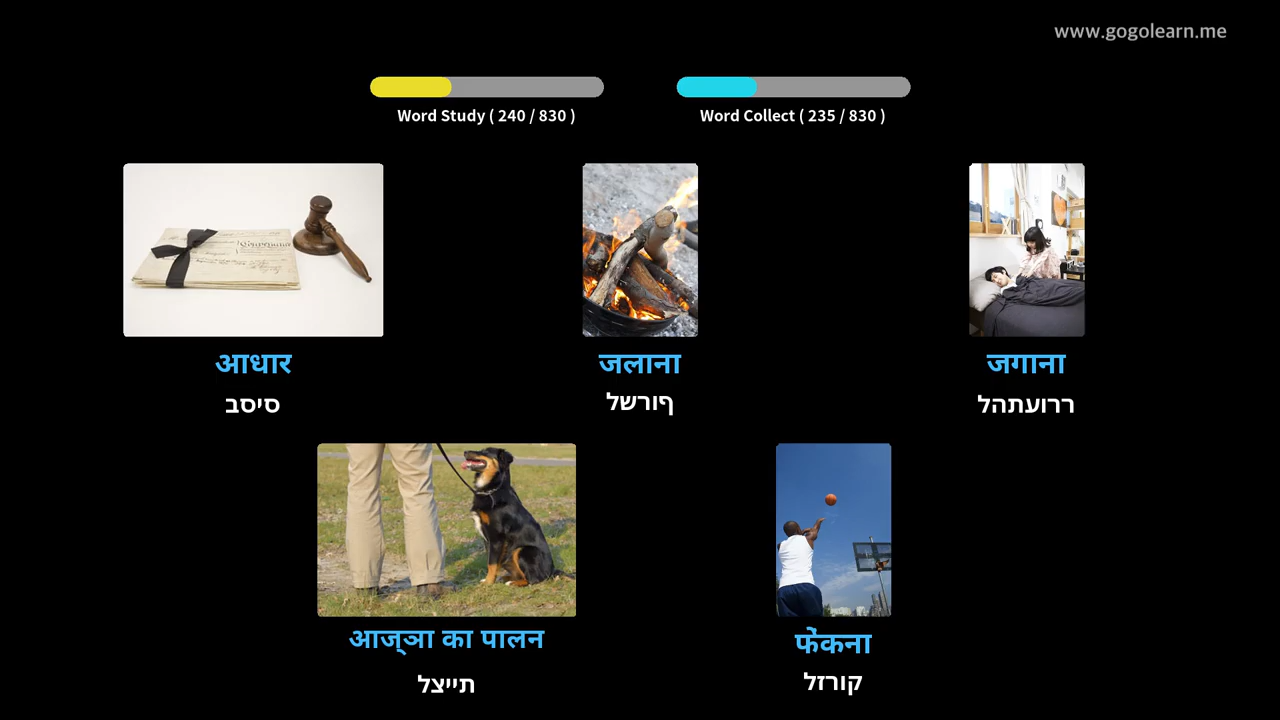 www.gogolearn.me
Word Study ( 240 / 830 )
Word Collect ( 235 / 830 )
आधार
जलाना
जगाना
סיסב
ףורשל
ררועתהל
आज्ञा का पालन
फेंकना
תייצל
קורזל